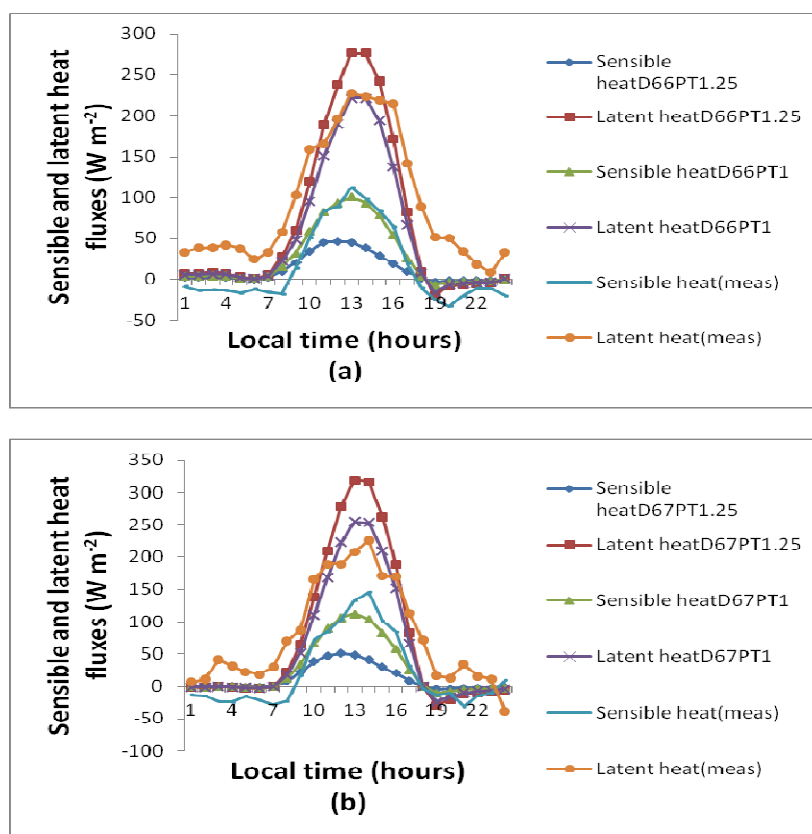 300
250
200
150
100
50
0
-50
Sensible and latent heat
fluxes (W m-2)
1 4 7 10 13 16 19 22
Local time (hours)
(a)
Sensible
heatD66PT1.25
Latent heatD66PT1.25
Sensible heatD66PT1
Latent heatD66PT1
Sensible heat(meas)
Latent heat(meas)
350
300
250
200
150
100
50
0
-50
-100
Sensible and latent heat
fluxes (W m-2)
1 4 7 10 13 16 19 22
Local time (hours)
(b)
Sensible
heatD67PT1.25
Latent heatD67PT1.25
Sensible heatD67PT1
Latent heatD67PT1
Sensible heat(meas)
Latent heat(meas)